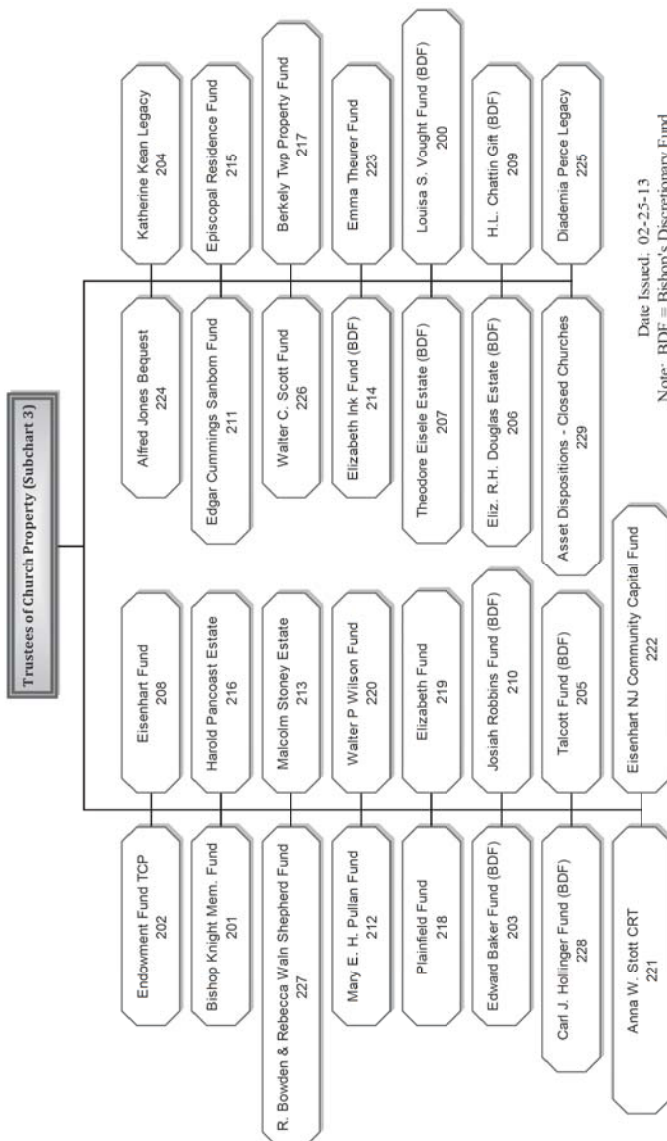 Trustees of Church Property (Subchart 3)
Endowment Fund TCP
202
Eisenhart Fund
208
Alfred Jones Bequest
224
Katherine Kean Legacy
204
Bishop Knight Mem. Fund
201
Harold Pancoast Estate
216
Edgar Cummings Sanborn Fund
211
Episcopal Residence Fund
215
R. Bowden & Rebecca Waln Shepherd Fund
227
Malcolm Stoney Estate
213
Walter C. Scott Fund
226
Berkely Twp Property Fund
217
Mary E. H. Pullan Fund
212
Walter P Wilson Fund
220
Elizabeth Ink Fund (BDF)
214
Emma Theurer Fund
223
Plainfield Fund
218
Elizabeth Fund
219
Theodore Eisele Estate (BDF)
207
Louisa S. Vought Fund (BDF)
200
Edward Baker Fund (BDF)
203
Josiah Robbins Fund (BDF)
210
Eliz. R.H. Douglas Estate (BDF)
206
H.L. Chattin Gift (BDF)
209
Carl J. Hollinger Fund (BDF)
228
Talcott Fund (BDF)
205
Asset Dispositions - Closed Churches
229
Diademia Perce Legacy
225
Anna W. Stott CRT
221
Eisenhart NJ Community Capital Fund
222
Date Issued: 02-25-13
Note: BDF = Bishop's Discretionary Fund